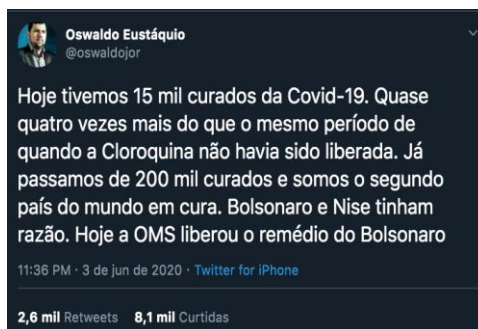 Oswaldo Eustáquio
@oswaldojor
Hoje tivemos 15 mil curados da Covid-19. Quase
quatro vezes mais do que o mesmo período de
quando a Cloroquina não havia sido liberada. Já
passamos de 200 mil curados e somos o segundo
país do mundo em cura. Bolsonaro e Nise tinham
razão. Hoje a OMS liberou o remédio do Bolsonaro
11:36 PM · 3 de jun de 2020 · Twitter for iPhone
2,6 mil Retweets 8,1 mil Curtidas